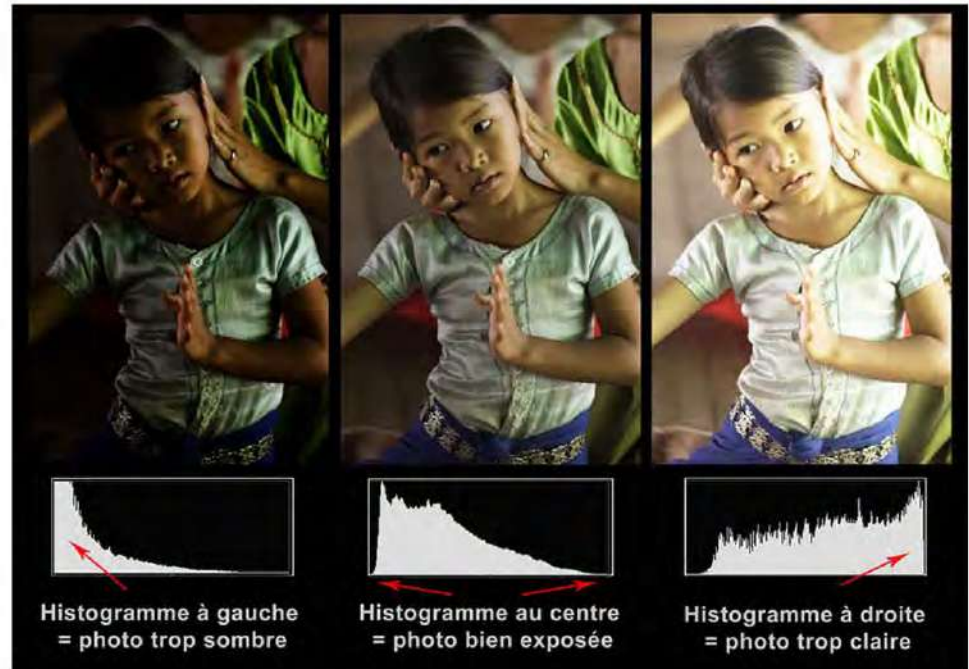 Histogramme à gauche
= photo trop sombre
Histogramme au centre
= photo bien exposée
Histogramme à droite
= photo trop claire